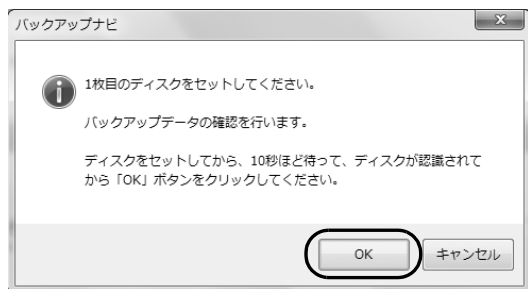 バックアップナビ
1枚目のディスクをセットしてください。
バックアップデータの確認を行います。
ディスクをセットしてから、10秒ほど待って、ディスクが認識されて
から「OK」ボタンをクリックしてください。
OK
キャンセル